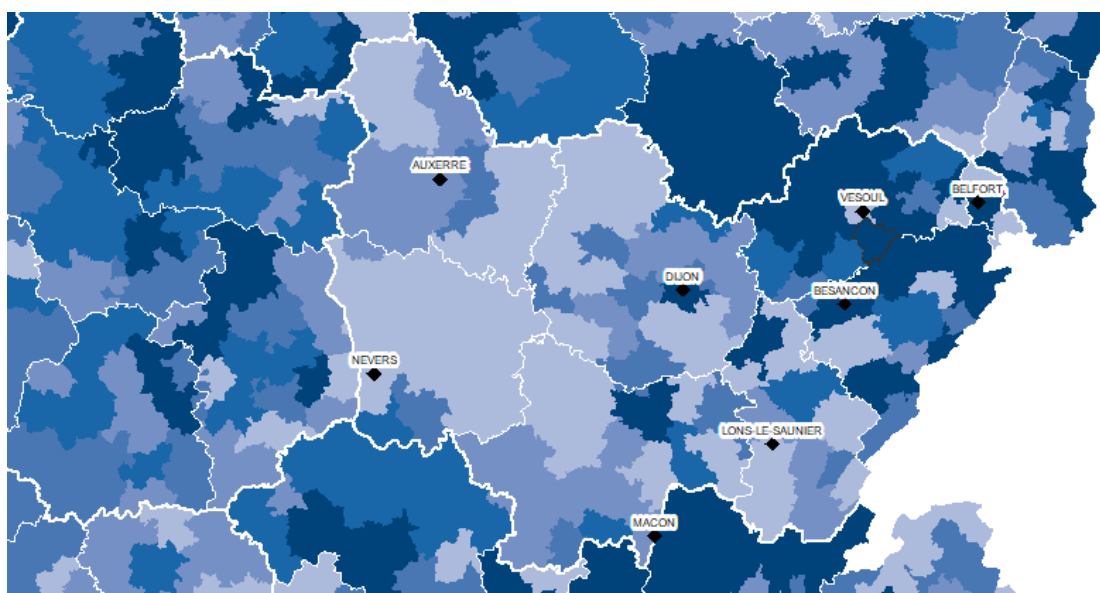 AUXERRE
BELFORT
VESOUL
DIJON
BESANCON
NEVERS
LONS-LE-SAUNIER
MACON